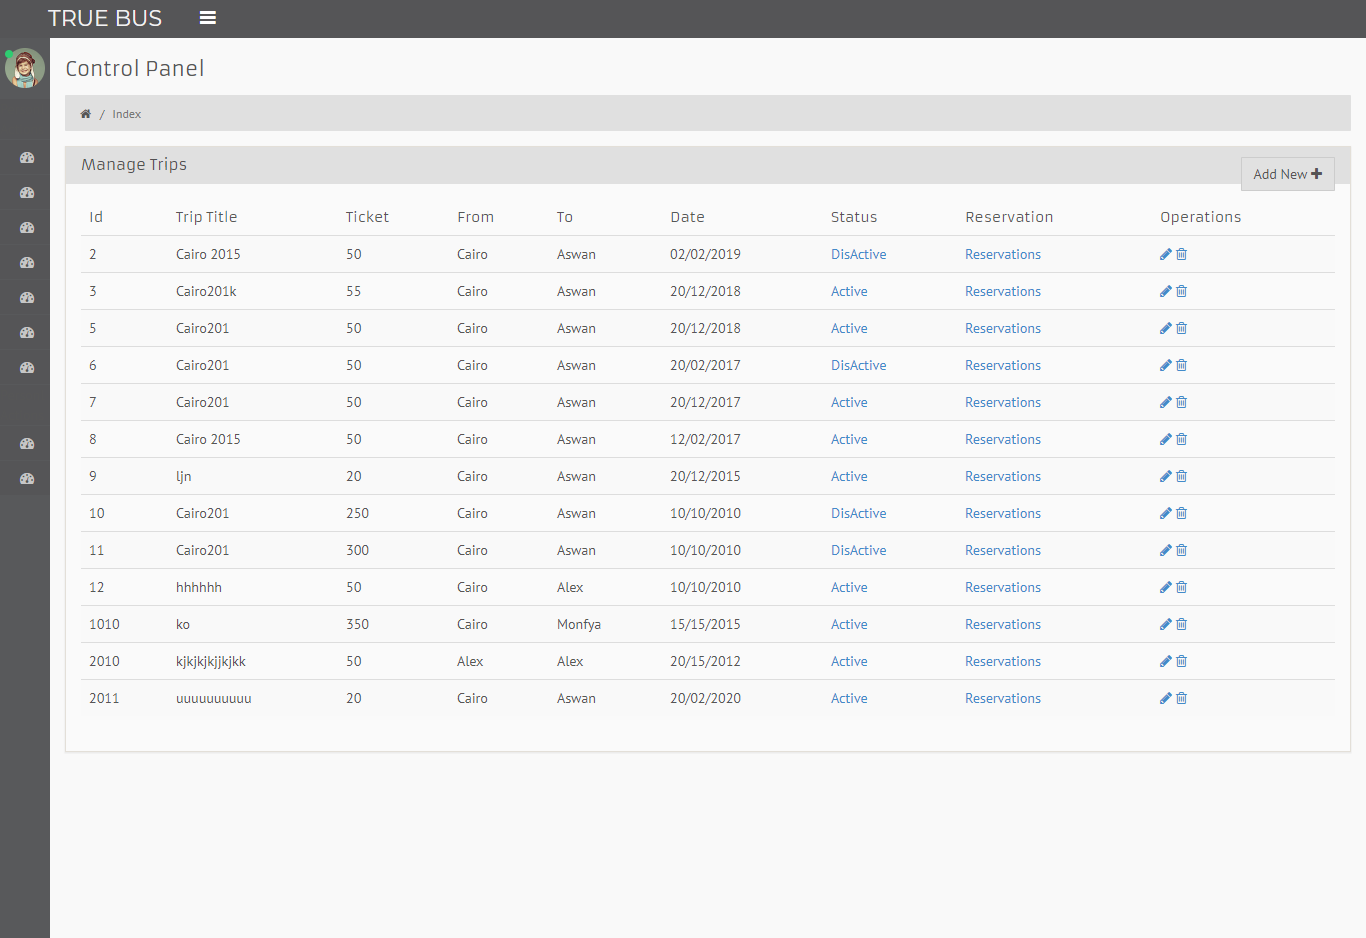 TRUE BUS
Control Panel
/ Index
Manage Trips
Add New
Id Trip Title Ticket From To Date Status Reservation Operations
2 Cairo 2015 50 Cairo Aswan 02/02/2019 DisActive Reservations
3 Cairo201k 55 Cairo Aswan 20/12/2018 Active Reservations
5 Cairo201 50 Cairo Aswan 20/12/2018 Active Reservations
6 Cairo201 50 Cairo Aswan 20/02/2017 DisActive Reservations
7 Cairo201 50 Cairo Aswan 20/12/2017 Active Reservations
8 Cairo 2015 50 Cairo Aswan 12/02/2017 Active Reservations
9 ljn 20 Cairo Aswan 20/12/2015 Active Reservations
10 Cairo201 250 Cairo Aswan 10/10/2010 DisActive Reservations
11 Cairo201 300 Cairo Aswan 10/10/2010 DisActive Reservations
12 hhhhhh 50 Cairo Alex 10/10/2010 Active Reservations
1010 ko 350 Cairo Monfya 15/15/2015 Active Reservations
2010 kjkjkjkjjkjkk 50 Alex Alex 20/15/2012 Active Reservations
2011 uuuuuuuuuu 20 Cairo Aswan 20/02/2020 Active Reservations